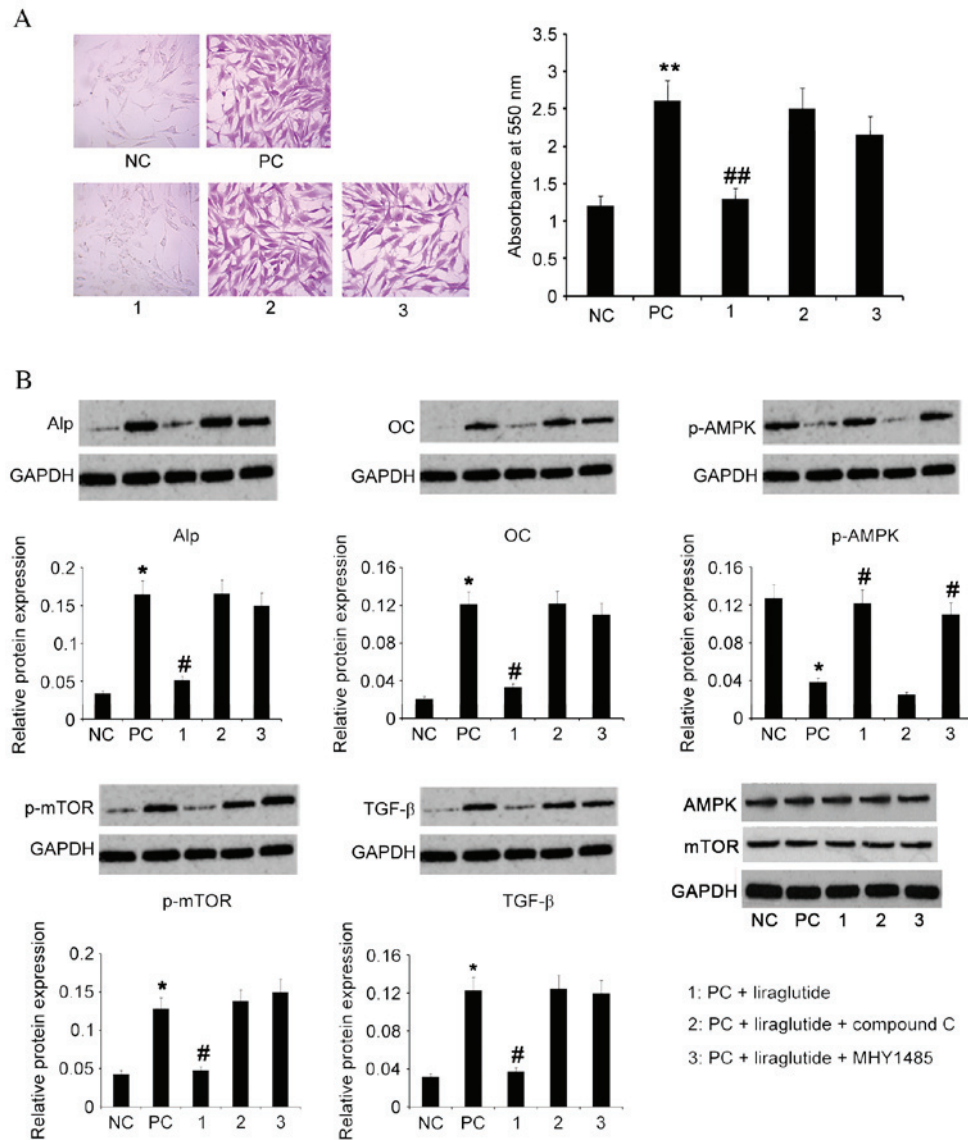 A
NC
PC
1
2
3
Absorbance at 550 nm
3.5
3
2.5
2
1.5
1
0.5
0
**
##
NC PC 1 2 3
B
Alp
GAPDH
OC
GAPDH
p-AMPK
GAPDH
Alp
Relative protein expression
0.2
0.15
0.1
0.05
0
*
#
NC PC 1 2 3
OC
Relative protein expression
0.16
0.12
0.08
0.04
0
*
#
NC PC 1 2 3
p-AMPK
Relative protein expression
0.16
0.12
0.08
0.04
0
*
#
#
NC PC 1 2 3
p-mTOR
GAPDH
TGF-β
GAPDH
AMPK
mTOR
GAPDH
NC PC 1 2 3
p-mTOR
Relative protein expression
0.2
0.15
0.1
0.05
0
*
#
NC PC 1 2 3
TGF-β
Relative protein expression
0.16
0.12
0.08
0.04
0
*
#
NC PC 1 2 3
1: PC + liraglutide
2: PC + liraglutide + compound C
3: PC + liraglutide + MHY1485